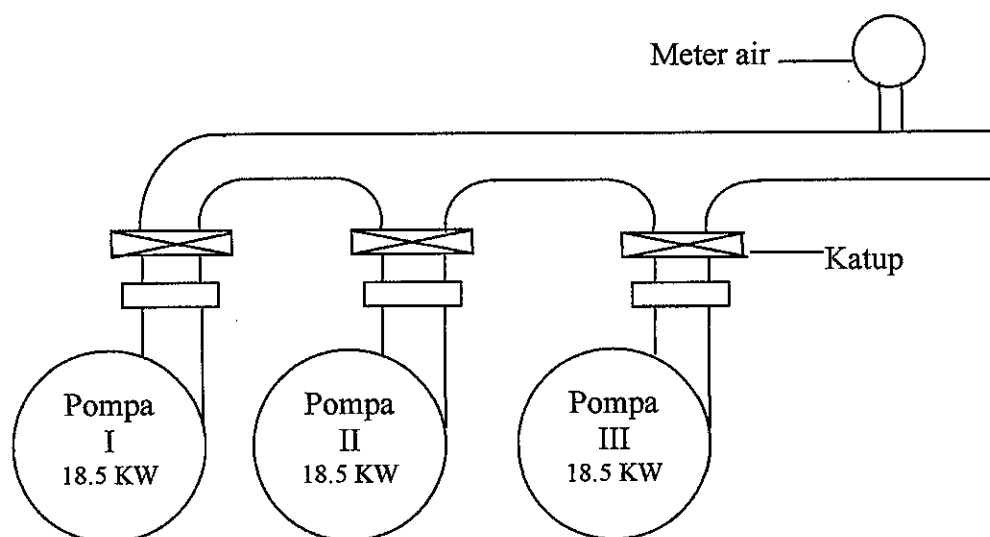 Meter air
Katup
Pompa
I
18.5 KW
Pompa
II
18.5 KW
Pompa
III
18.5 KW